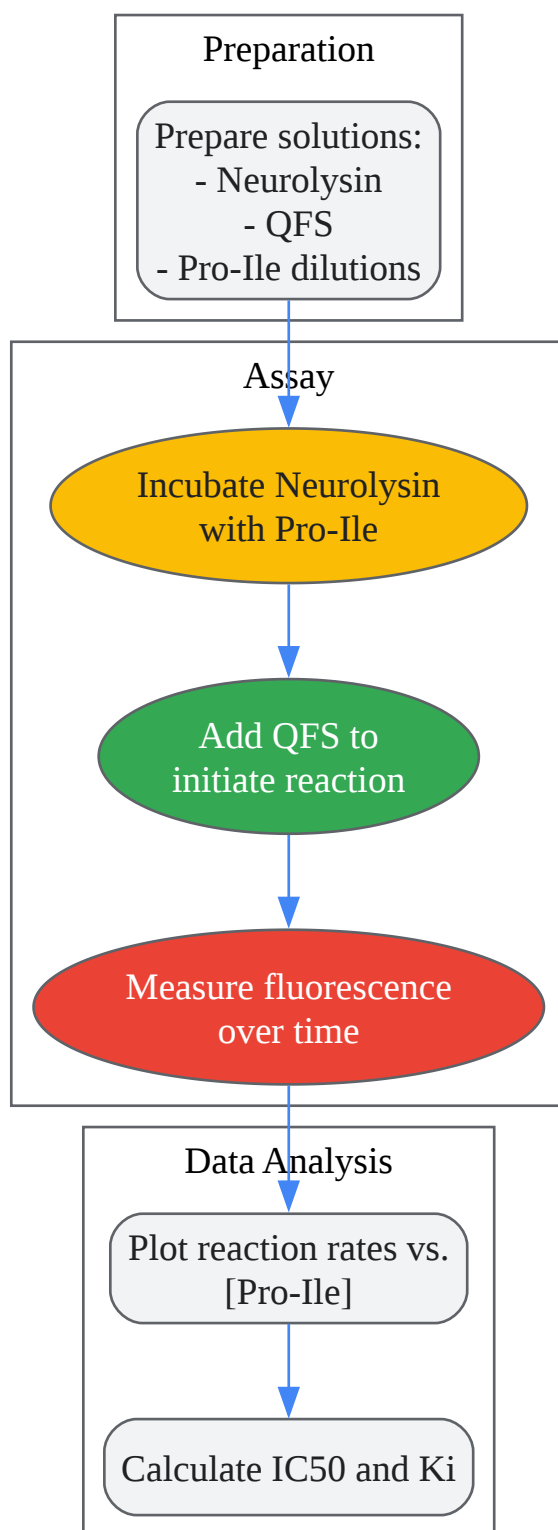 Preparation
Prepare solutions:
- Neurolysin
- QFS
- Pro-Ile dilutions
Assay
Incubate Neurolysin
with Pro-Ile
Add QFS to
initiate reaction
Measure fluorescence
over time
Data Analysis
Plot reaction rates vs.
[Pro-Ile]
Calculate IC50 and Ki